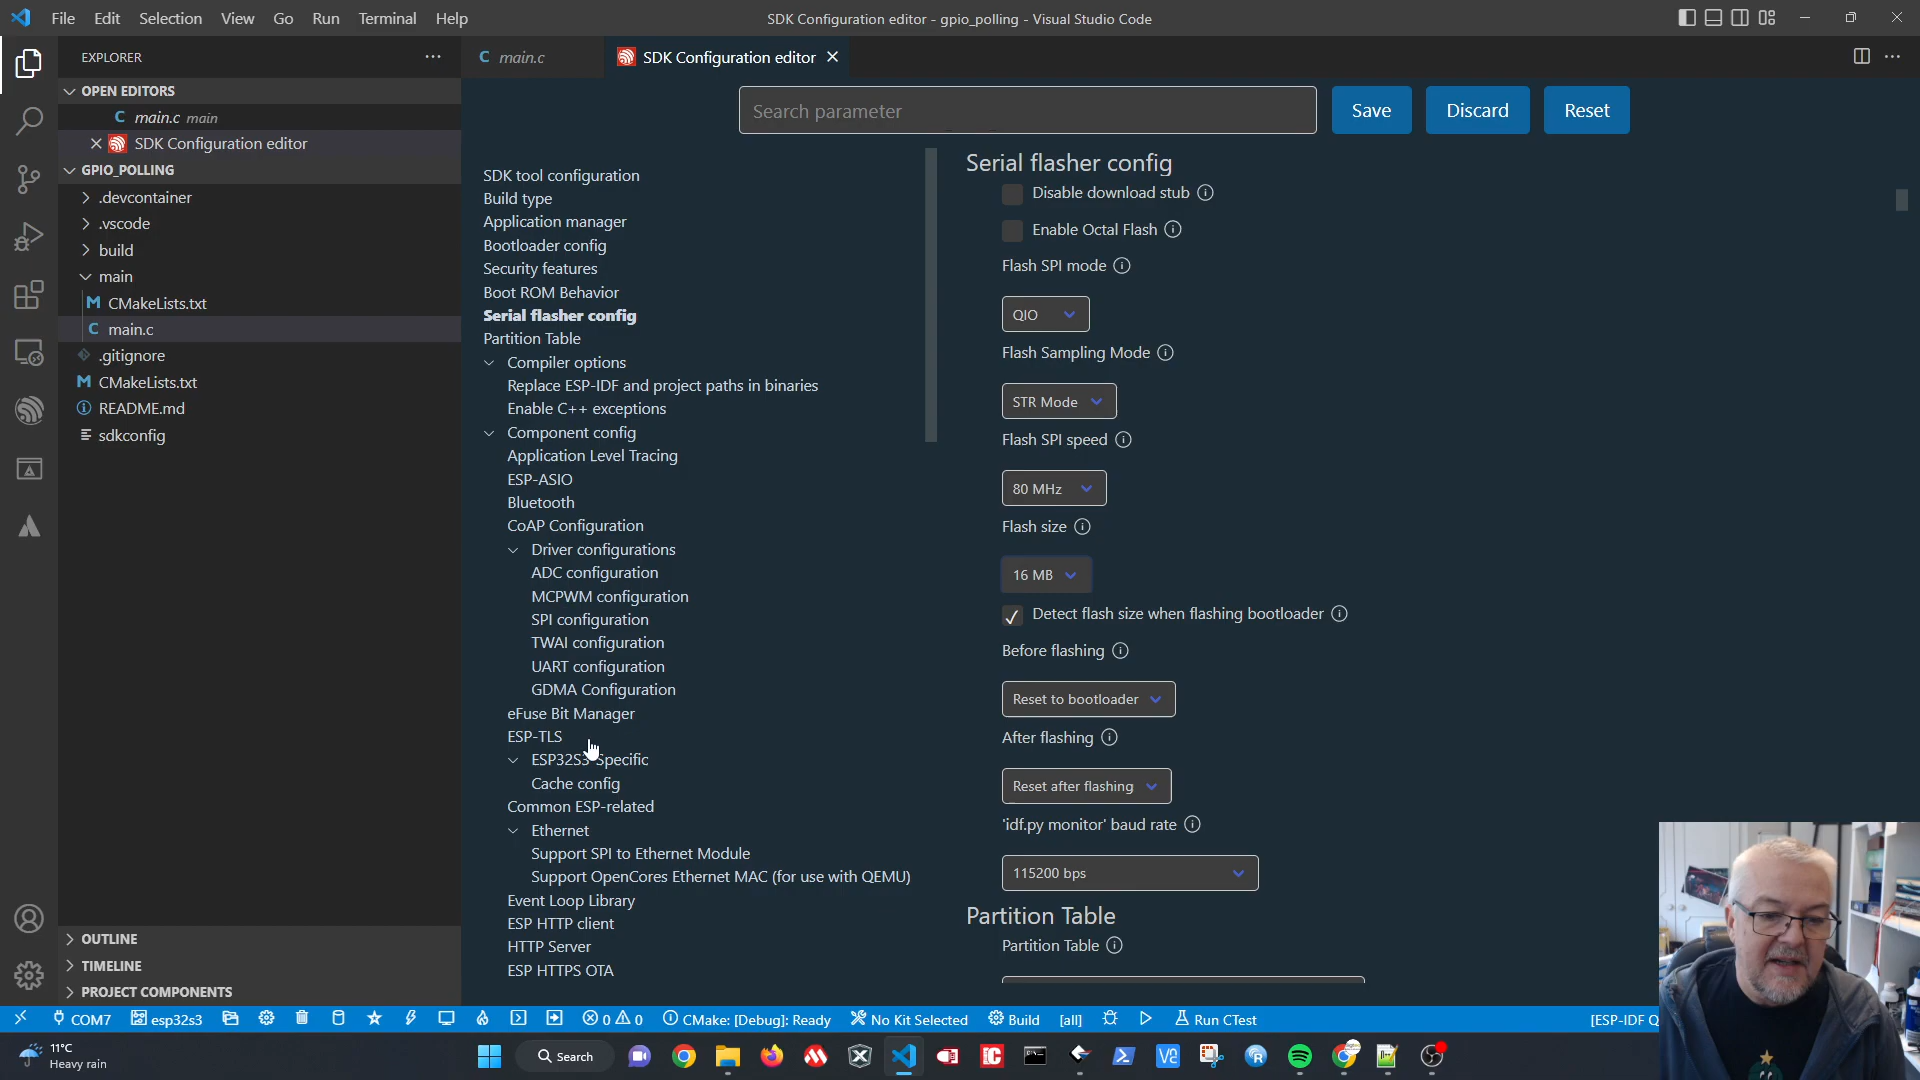 File Edit Selection View Go Run Terminal Help
SDK Configuration editor - gpio_polling - Visual Studio Code
EXPLORER
OPEN EDITORS
C main.c main
SDK Configuration editor
GPIO_POLLING
.devcontainer
.vscode
build
main
M CMakeLists.txt
C main.c
.gitignore
M CMakeLists.txt
README.md
sdkconfig
OUTLINE
TIMELINE
PROJECT COMPONENTS
C main.c
SDK Configuration editor
Search parameter
Save
Discard
Reset
SDK tool configuration
Build type
Application manager
Bootloader config
Security features
Boot ROM Behavior
Serial flasher config
Partition Table
Compiler options
Replace ESP-IDF and project paths in binaries
Enable C++ exceptions
Component config
Application Level Tracing
ESP-ASIO
Bluetooth
CoAP Configuration
Driver configurations
ADC configuration
MCPWM configuration
SPI configuration
TWAI configuration
UART configuration
GDMA Configuration
eFuse Bit Manager
ESP-TLS
ESP32S3-Specific
Cache config
Common ESP-related
Ethernet
Support SPI to Ethernet Module
Support OpenCores Ethernet MAC (for use with QEMU)
Event Loop Library
ESP HTTP client
HTTP Server
ESP HTTPS OTA
Serial flasher config
Disable download stub
Enable Octal Flash
Flash SPI mode
QIO
Flash Sampling Mode
STR Mode
Flash SPI speed
80 MHz
Flash size
16 MB
Detect flash size when flashing bootloader
Before flashing
Reset to bootloader
After flashing
Reset after flashing
'idf.py monitor' baud rate
115200 bps
Partition Table
Partition Table
COM7 esp32s3 0 0 CMake: [Debug]: Ready No Kit Selected Build [all] Run CTest [ESP-IDF Q
11°C
Heavy rain
Search